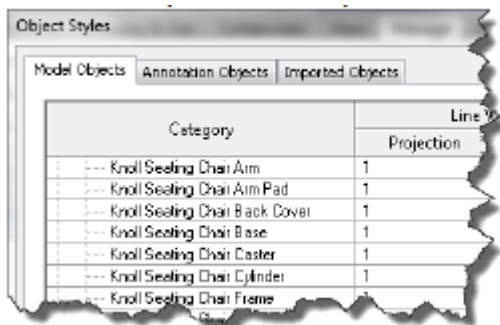 Object Styles
Model Objects Annotation Objects Imported Objects
Category
Line
Projection
Knoll Seating Chair Arm 1
Knoll Seating Chair Arm Pad 1
Knoll Seating Chair Back Cover 1
Knoll Seating Chair Base 1
Knoll Seating Chair Caster 1
Knoll Seating Chair Cylinder 1
Knoll Seating Chair Frame 1